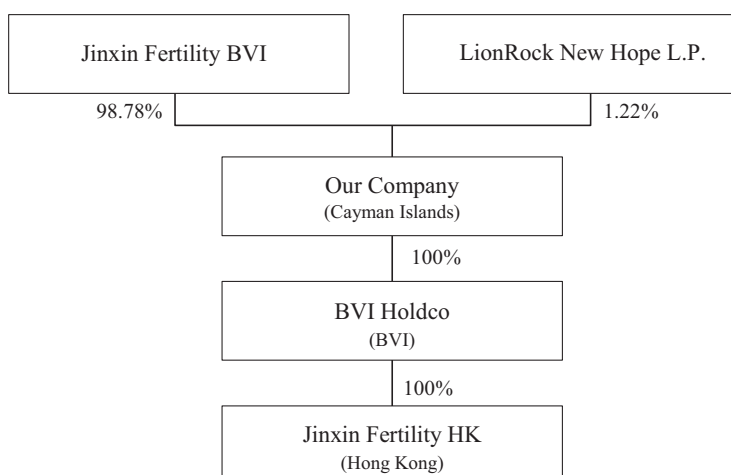 Jinxin Fertility BVI
LionRock New Hope L.P.
98.78%
1.22%
Our Company
(Cayman Islands)
100%
BVI Holdco
(BVI)
100%
Jinxin Fertility HK
(Hong Kong)